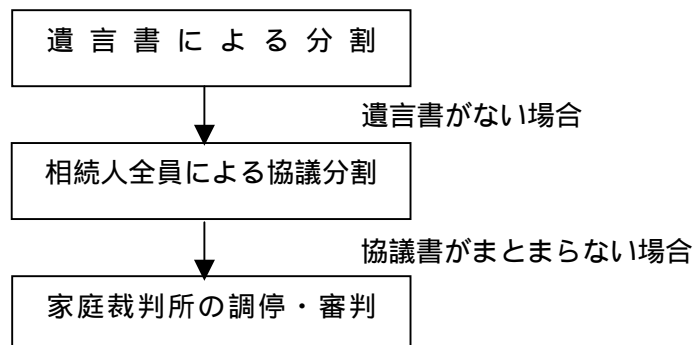 遺言書による分割
遺言書がない場合
相続人全員による協議分割
協議書がまとまらない場合
家庭裁判所の調停・審判